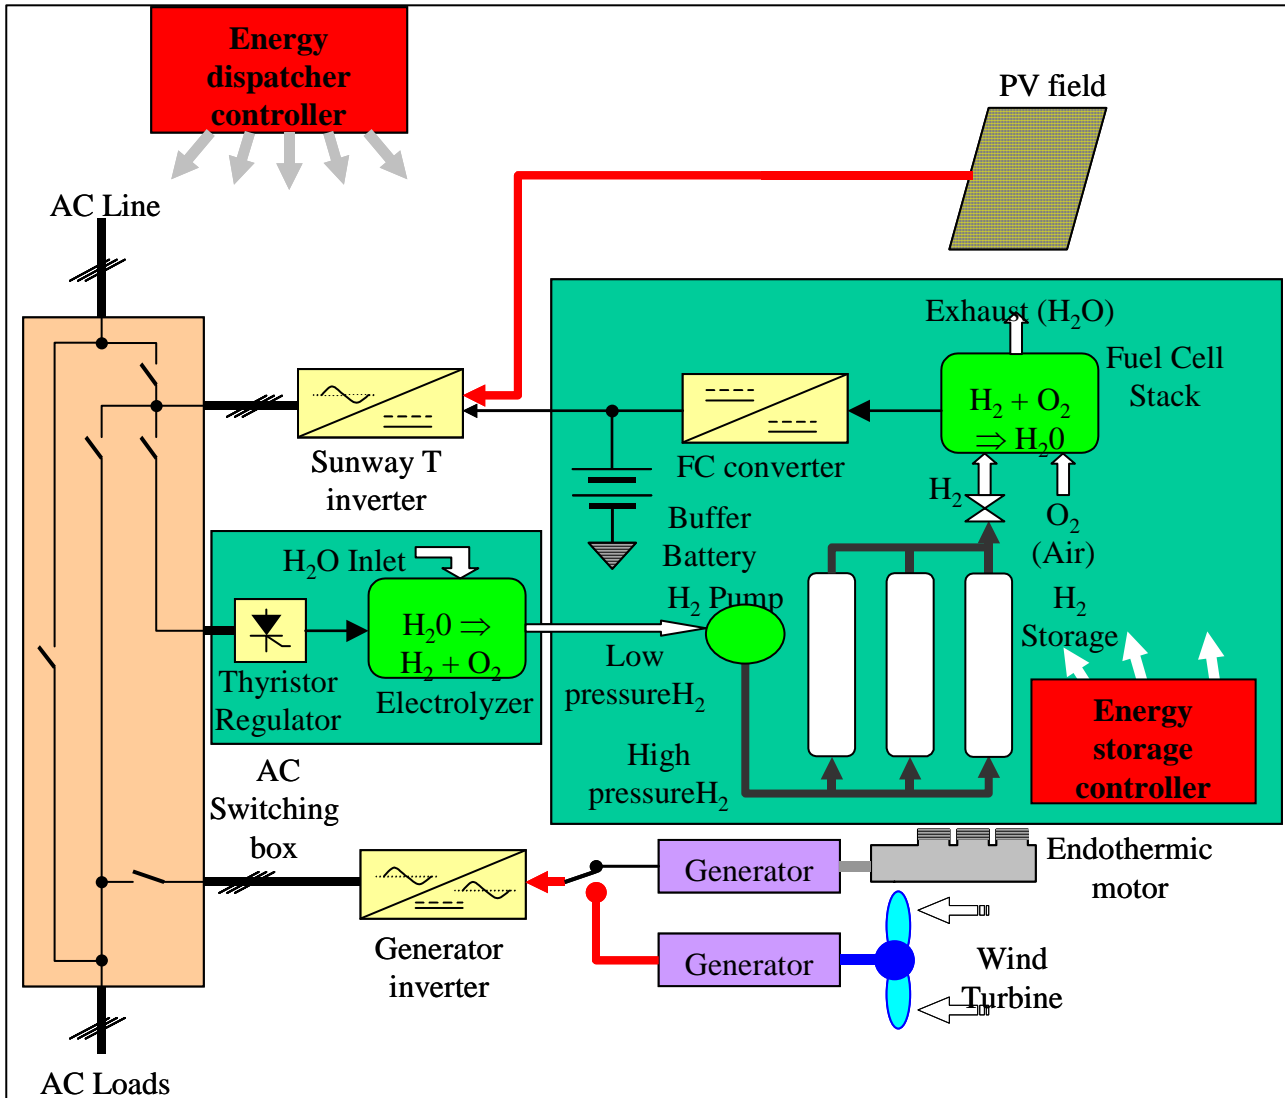 Energy
dispatcher
controller
PV field
AC Line
Exhaust (H₂O)
Fuel Cell
Stack
H₂ + O₂
⇒ H₂0
Sunway T
inverter
FC converter
H₂
O₂
(Air)
Buffer
Battery
H₂O Inlet
H₂ Pump
H₂
Storage
H₂0 ⇒
H₂ + O₂
Low
pressureH₂
Thyristor
Regulator
Electrolyzer
Energy
storage
controller
High
pressureH₂
AC
Switching
box
Generator
Endothermic
motor
Generator
inverter
Generator
Wind
Turbine
AC Loads